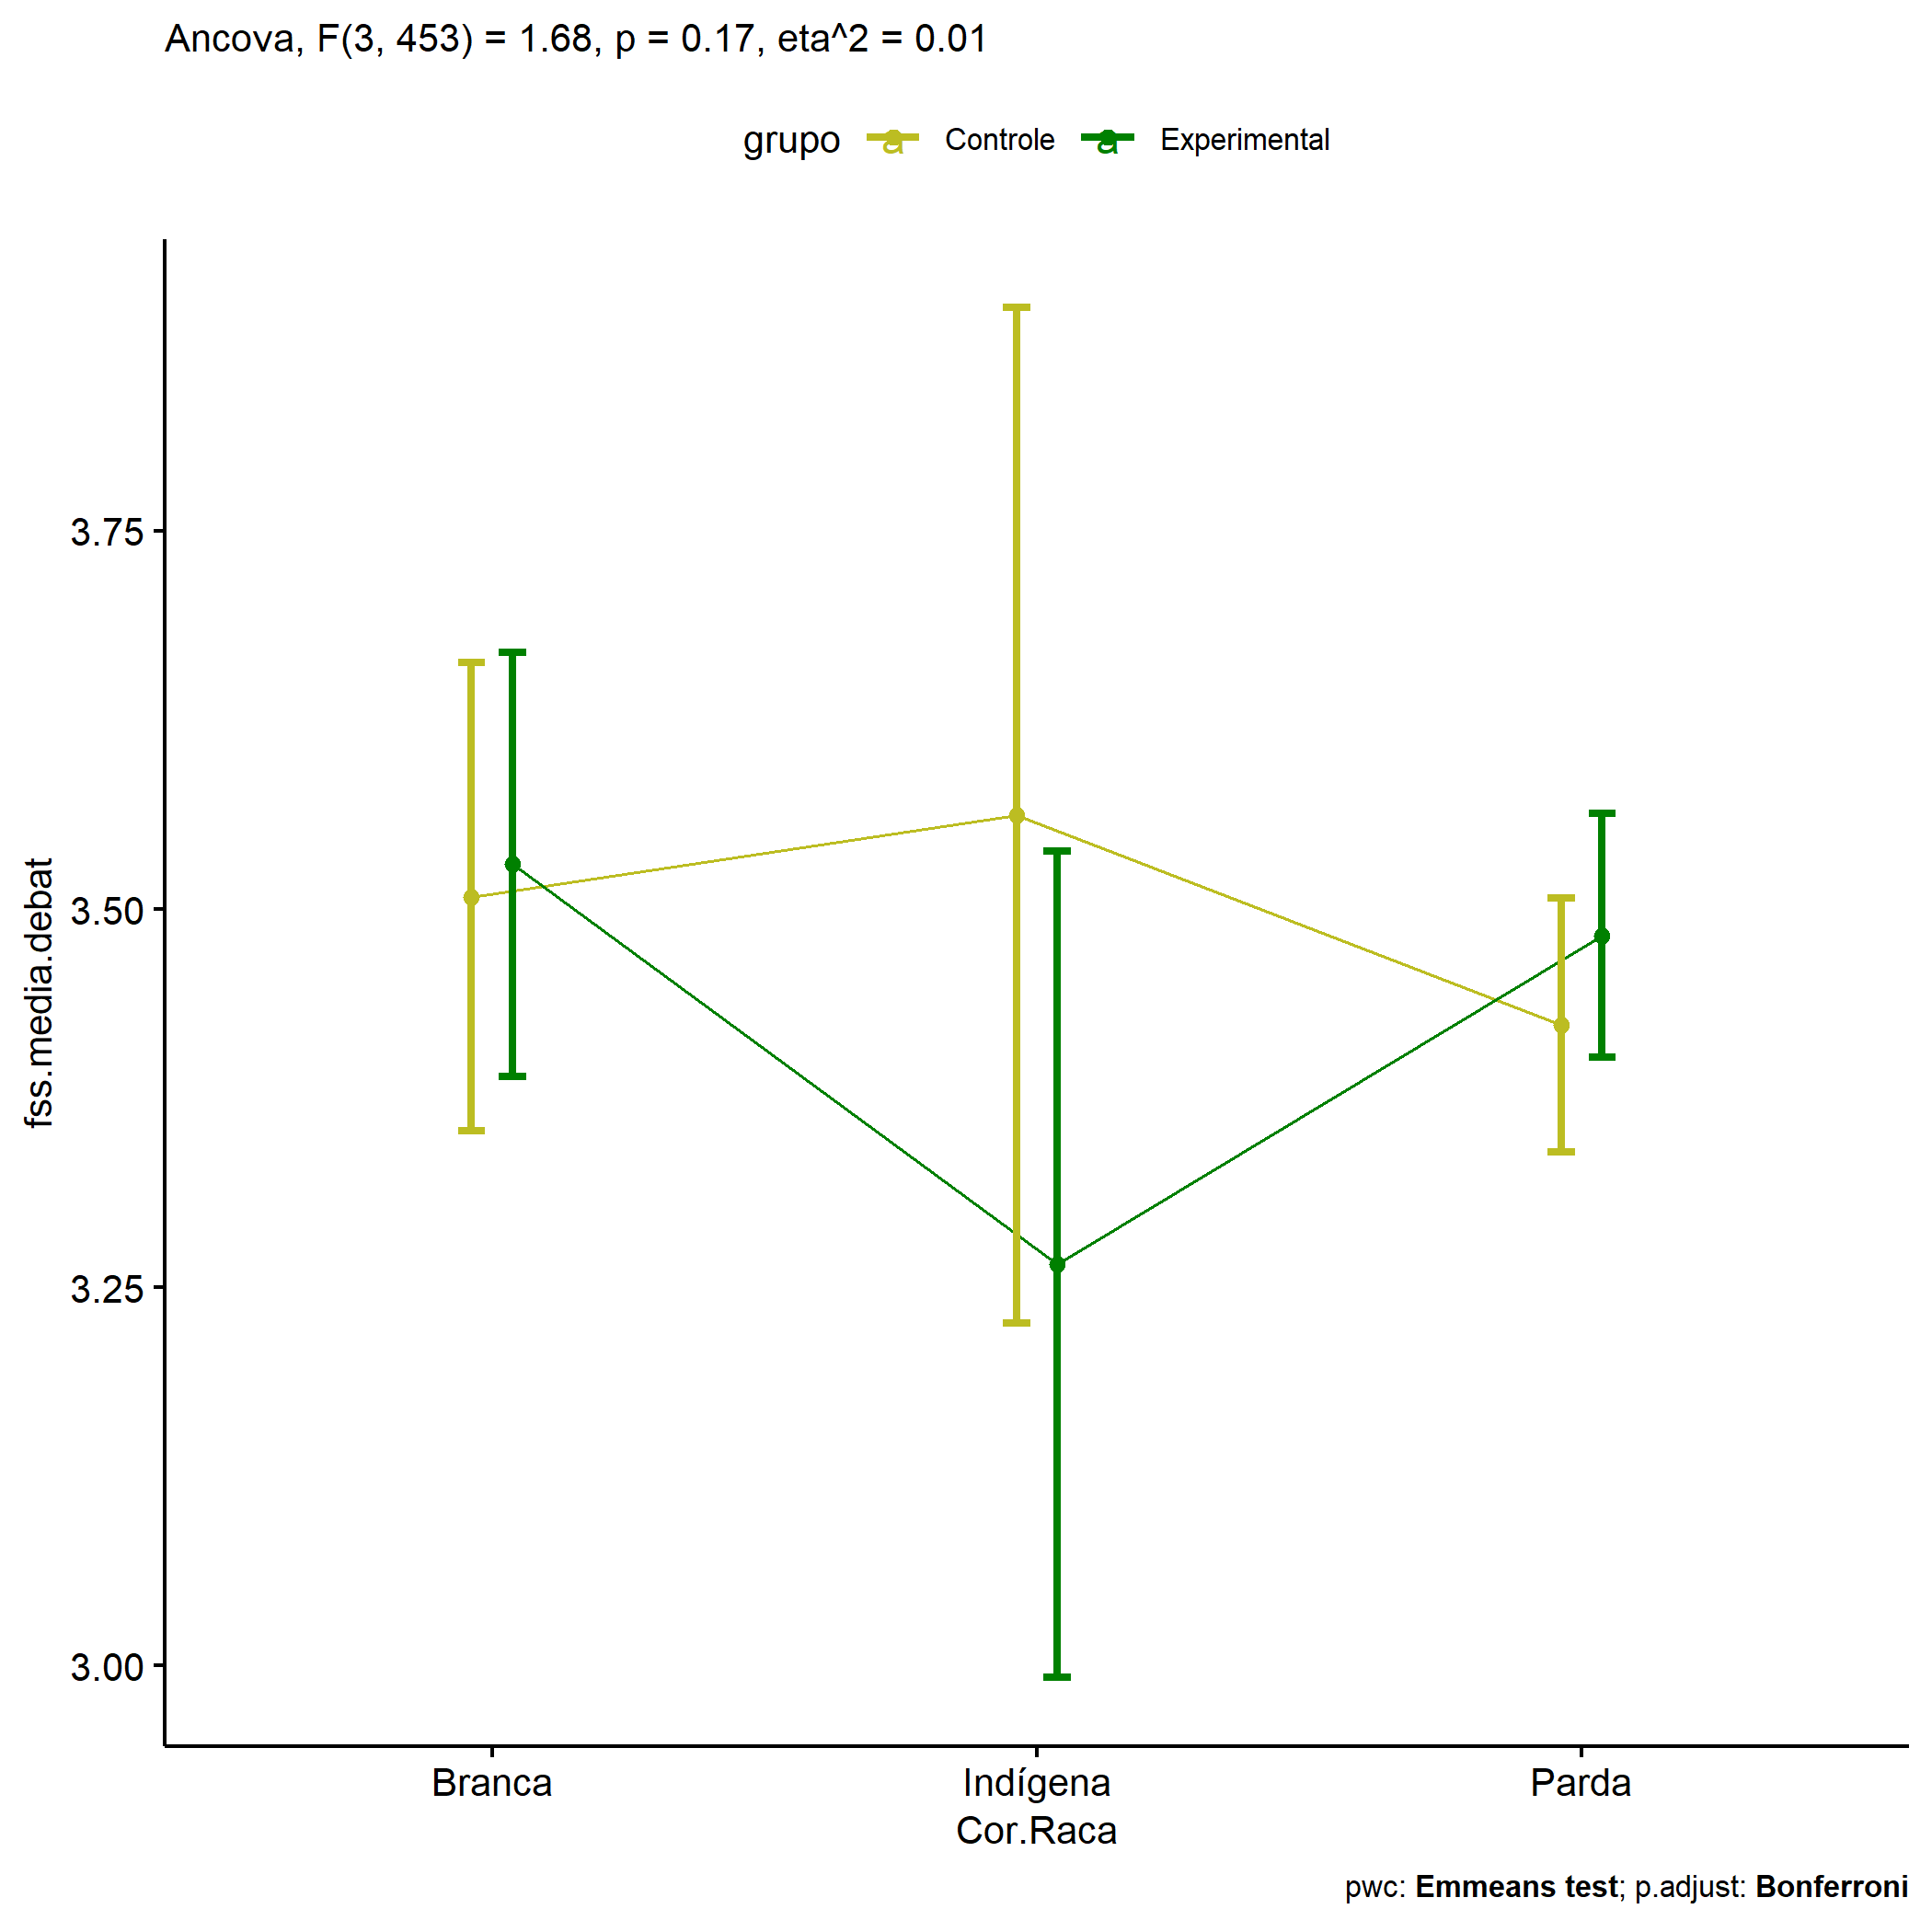 Ancova, F(3, 453) = 1.68, p = 0.17, eta^2 = 0.01
grupo a Controle a Experimental
3.75
3.50
3.25
3.00
fss.media.debat
Branca Indígena Parda
Cor.Raca
pwc: Emmeans test; p.adjust: Bonferroni